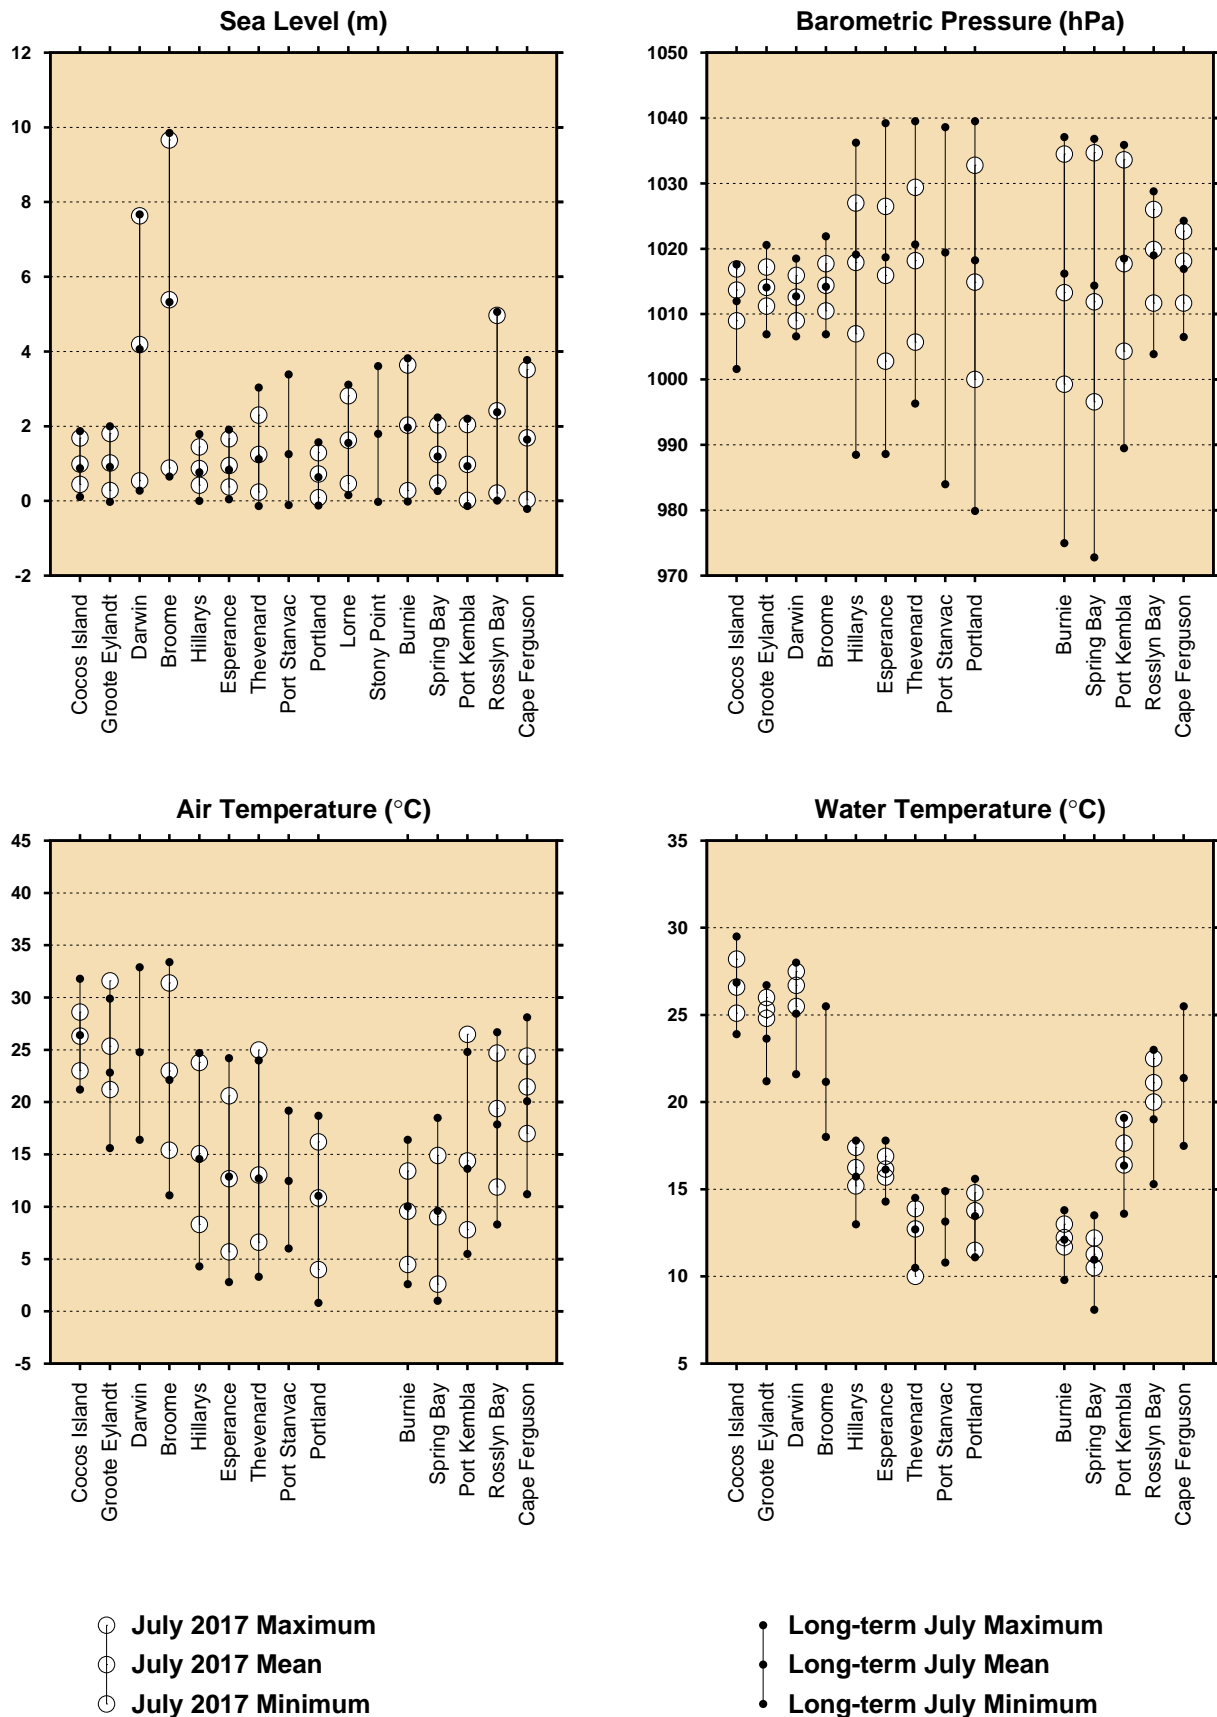 Sea Level (m)
12
10
8
6
4
2
0
-2
Cocos Island
Groote Eylandt
Darwin
Broome
Hillarys
Esperance
Thevenard
Port Stanvac
Portland
Lorne
Stony Point
Burnie
Spring Bay
Port Kembla
Rosslyn Bay
Cape Ferguson
Barometric Pressure (hPa)
1050
1040
1030
1020
1010
1000
990
980
970
Cocos Island
Groote Eylandt
Darwin
Broome
Hillarys
Esperance
Thevenard
Port Stanvac
Portland
Burnie
Spring Bay
Port Kembla
Rosslyn Bay
Cape Ferguson
Air Temperature (°C)
45
40
35
30
25
20
15
10
5
0
-5
Cocos Island
Groote Eylandt
Darwin
Broome
Hillarys
Esperance
Thevenard
Port Stanvac
Portland
Burnie
Spring Bay
Port Kembla
Rosslyn Bay
Cape Ferguson
Water Temperature (°C)
35
30
25
20
15
10
5
Cocos Island
Groote Eylandt
Darwin
Broome
Hillarys
Esperance
Thevenard
Port Stanvac
Portland
Burnie
Spring Bay
Port Kembla
Rosslyn Bay
Cape Ferguson
July 2017 Maximum
July 2017 Mean
July 2017 Minimum
Long-term July Maximum
Long-term July Mean
Long-term July Minimum